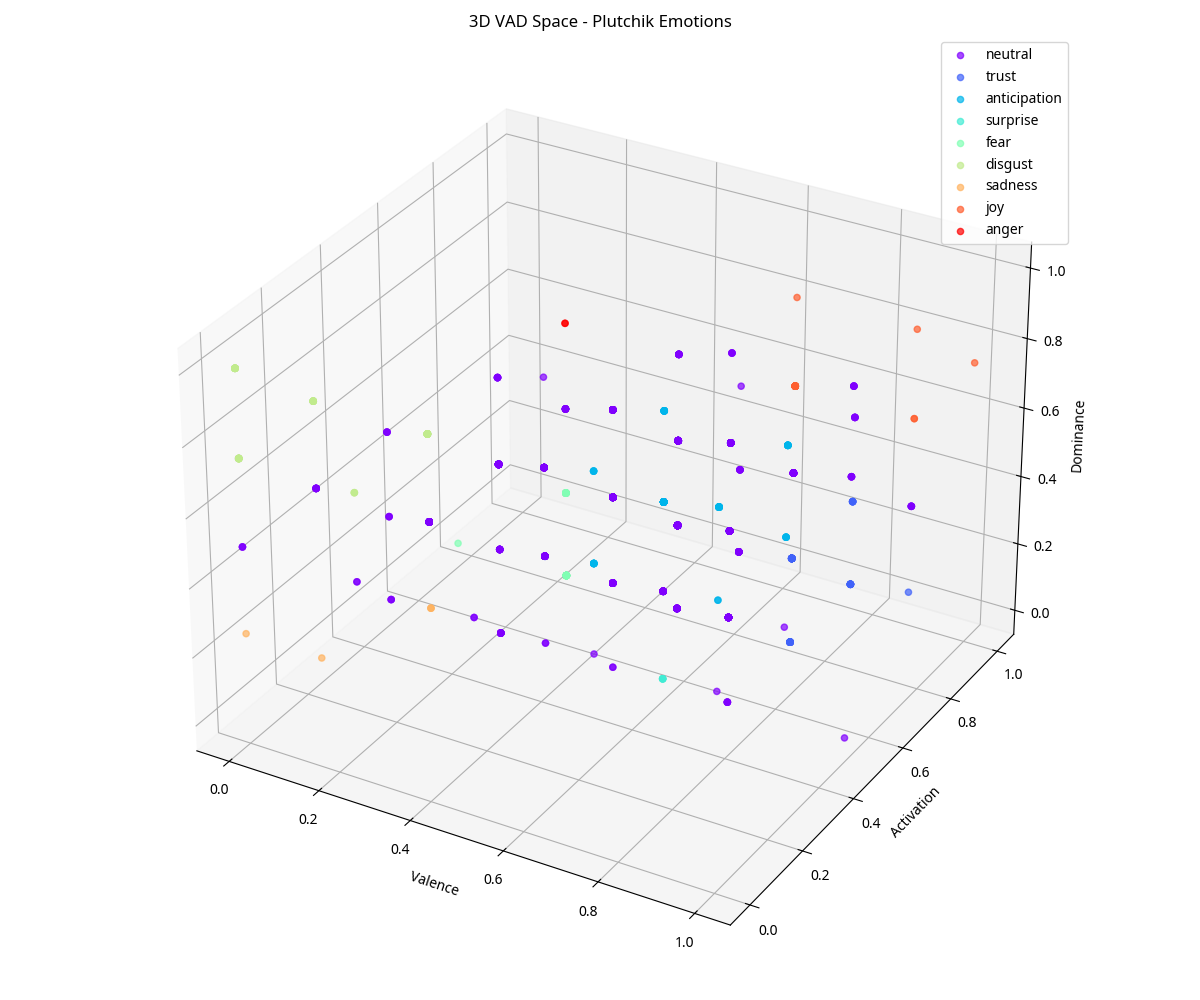 3D VAD Space - Plutchik Emotions
neutral
trust
anticipation
surprise
fear
disgust
sadness
joy
anger
1.0
0.8
0.6
0.4
0.2
0.0
Dominance
1.0
0.8
0.6
0.4
0.2
0.0
Activation
0.0
0.2
0.4
0.6
0.8
1.0
Valence